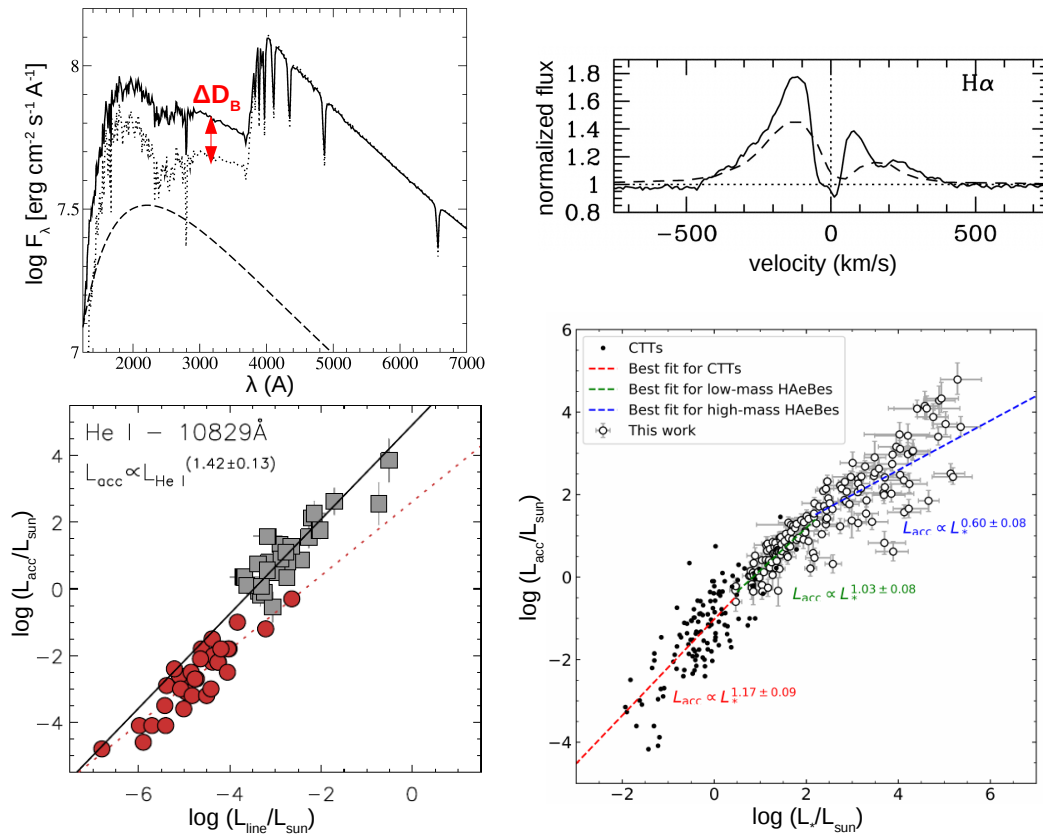 8
7.5
7
log F_λ [erg cm⁻² s⁻¹ A⁻¹]
ΔD_B
2000 3000 4000 5000 6000 7000
λ (A)
Hα
1.8
1.6
1.4
1.2
1
0.8
normalized flux
−500 0 500
velocity (km/s)
He I − 10829Å
L_acc∝L_He I^(1.42±0.13)
4
2
0
−2
−4
log (L_acc/L_sun)
−6 −4 −2 0
log (L_line/L_sun)
CTTs
Best fit for CTTs
Best fit for low-mass HAeBes
Best fit for high-mass HAeBes
This work
L_acc ∝ L_*^0.60 ± 0.08
L_acc ∝ L_*^1.03 ± 0.08
L_acc ∝ L_*^1.17 ± 0.09
6
4
2
0
−2
−4
log (L_acc/L_sun)
−2 0 2 4 6
log (L_*/L_sun)